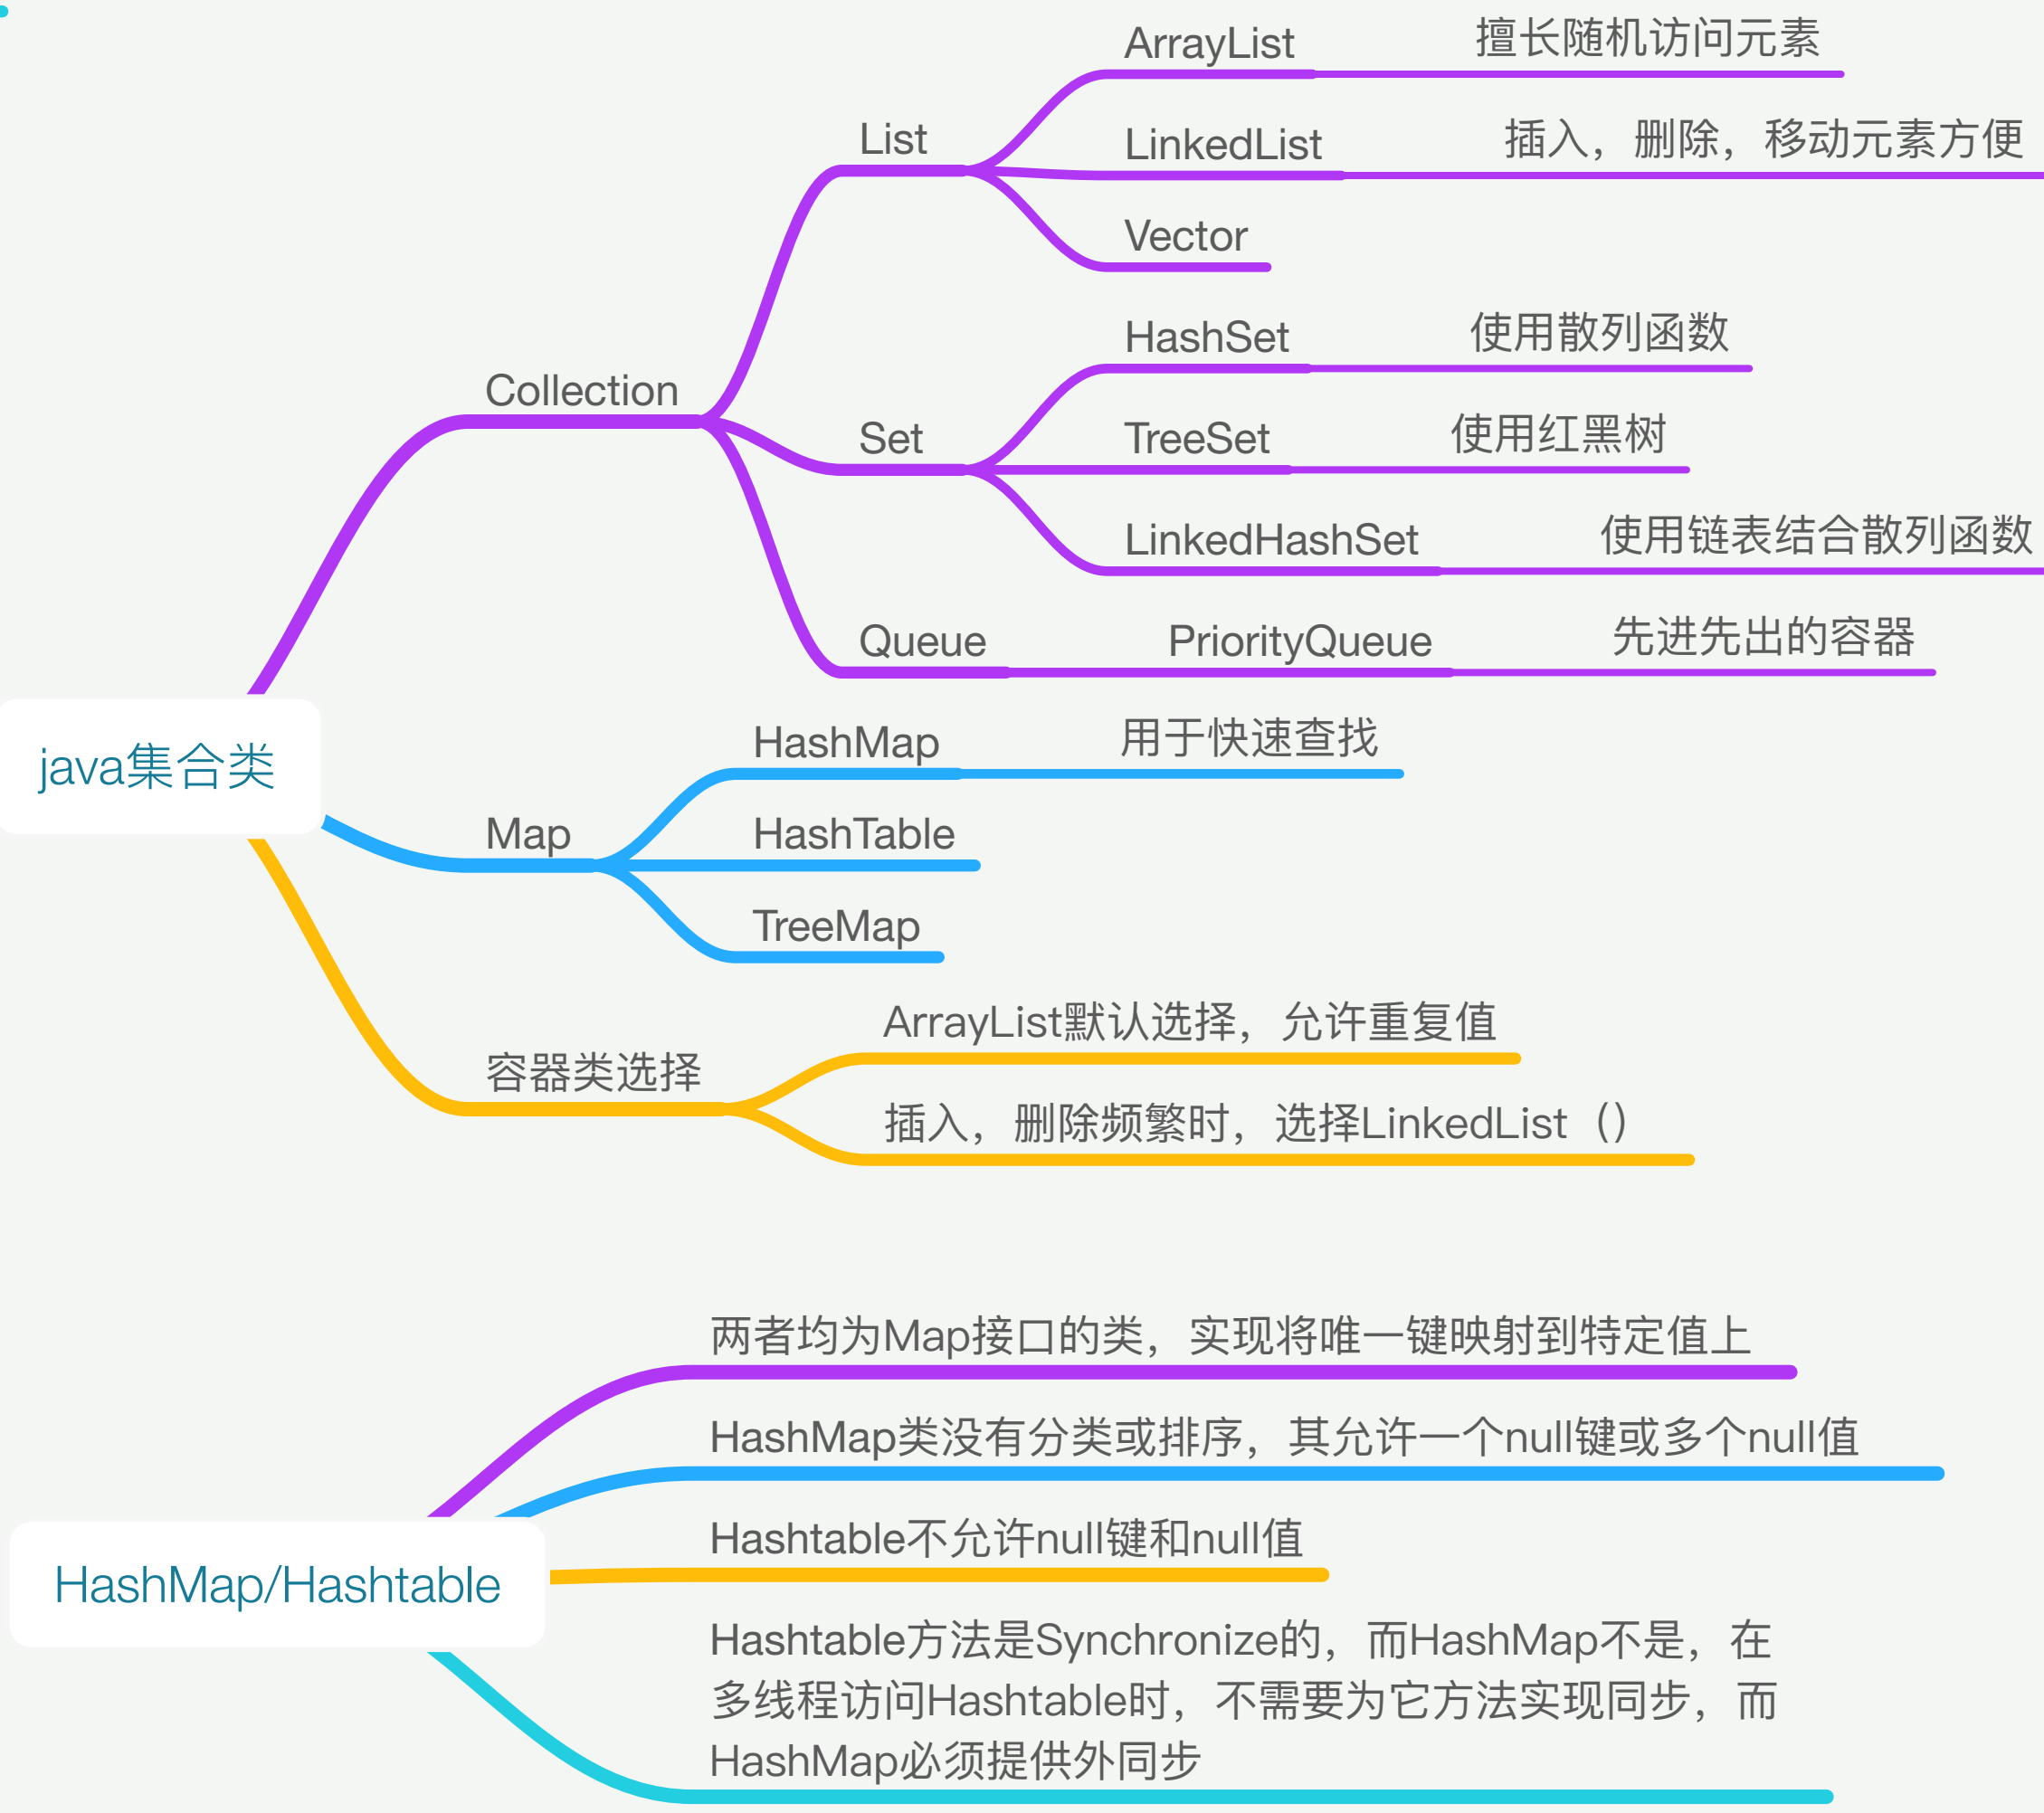 ArrayList
擅长随机访问元素
List
LinkedList
插入，删除，移动元素方便
Vector
HashSet
使用散列函数
Collection
Set
TreeSet
使用红黑树
LinkedHashSet
使用链表结合散列函数
Queue
PriorityQueue
先进先出的容器
java集合类
HashMap
用于快速查找
Map
HashTable
TreeMap
容器类选择
ArrayList默认选择，允许重复值
插入，删除频繁时，选择LinkedList（）
两者均为Map接口的类，实现将唯一键映射到特定值上
HashMap类没有分类或排序，其允许一个null键或多个null值
HashMap/Hashtable
Hashtable不允许null键和null值
Hashtable方法是Synchronize的，而HashMap不是，在
多线程访问Hashtable时，不需要为它方法实现同步，而
HashMap必须提供外同步